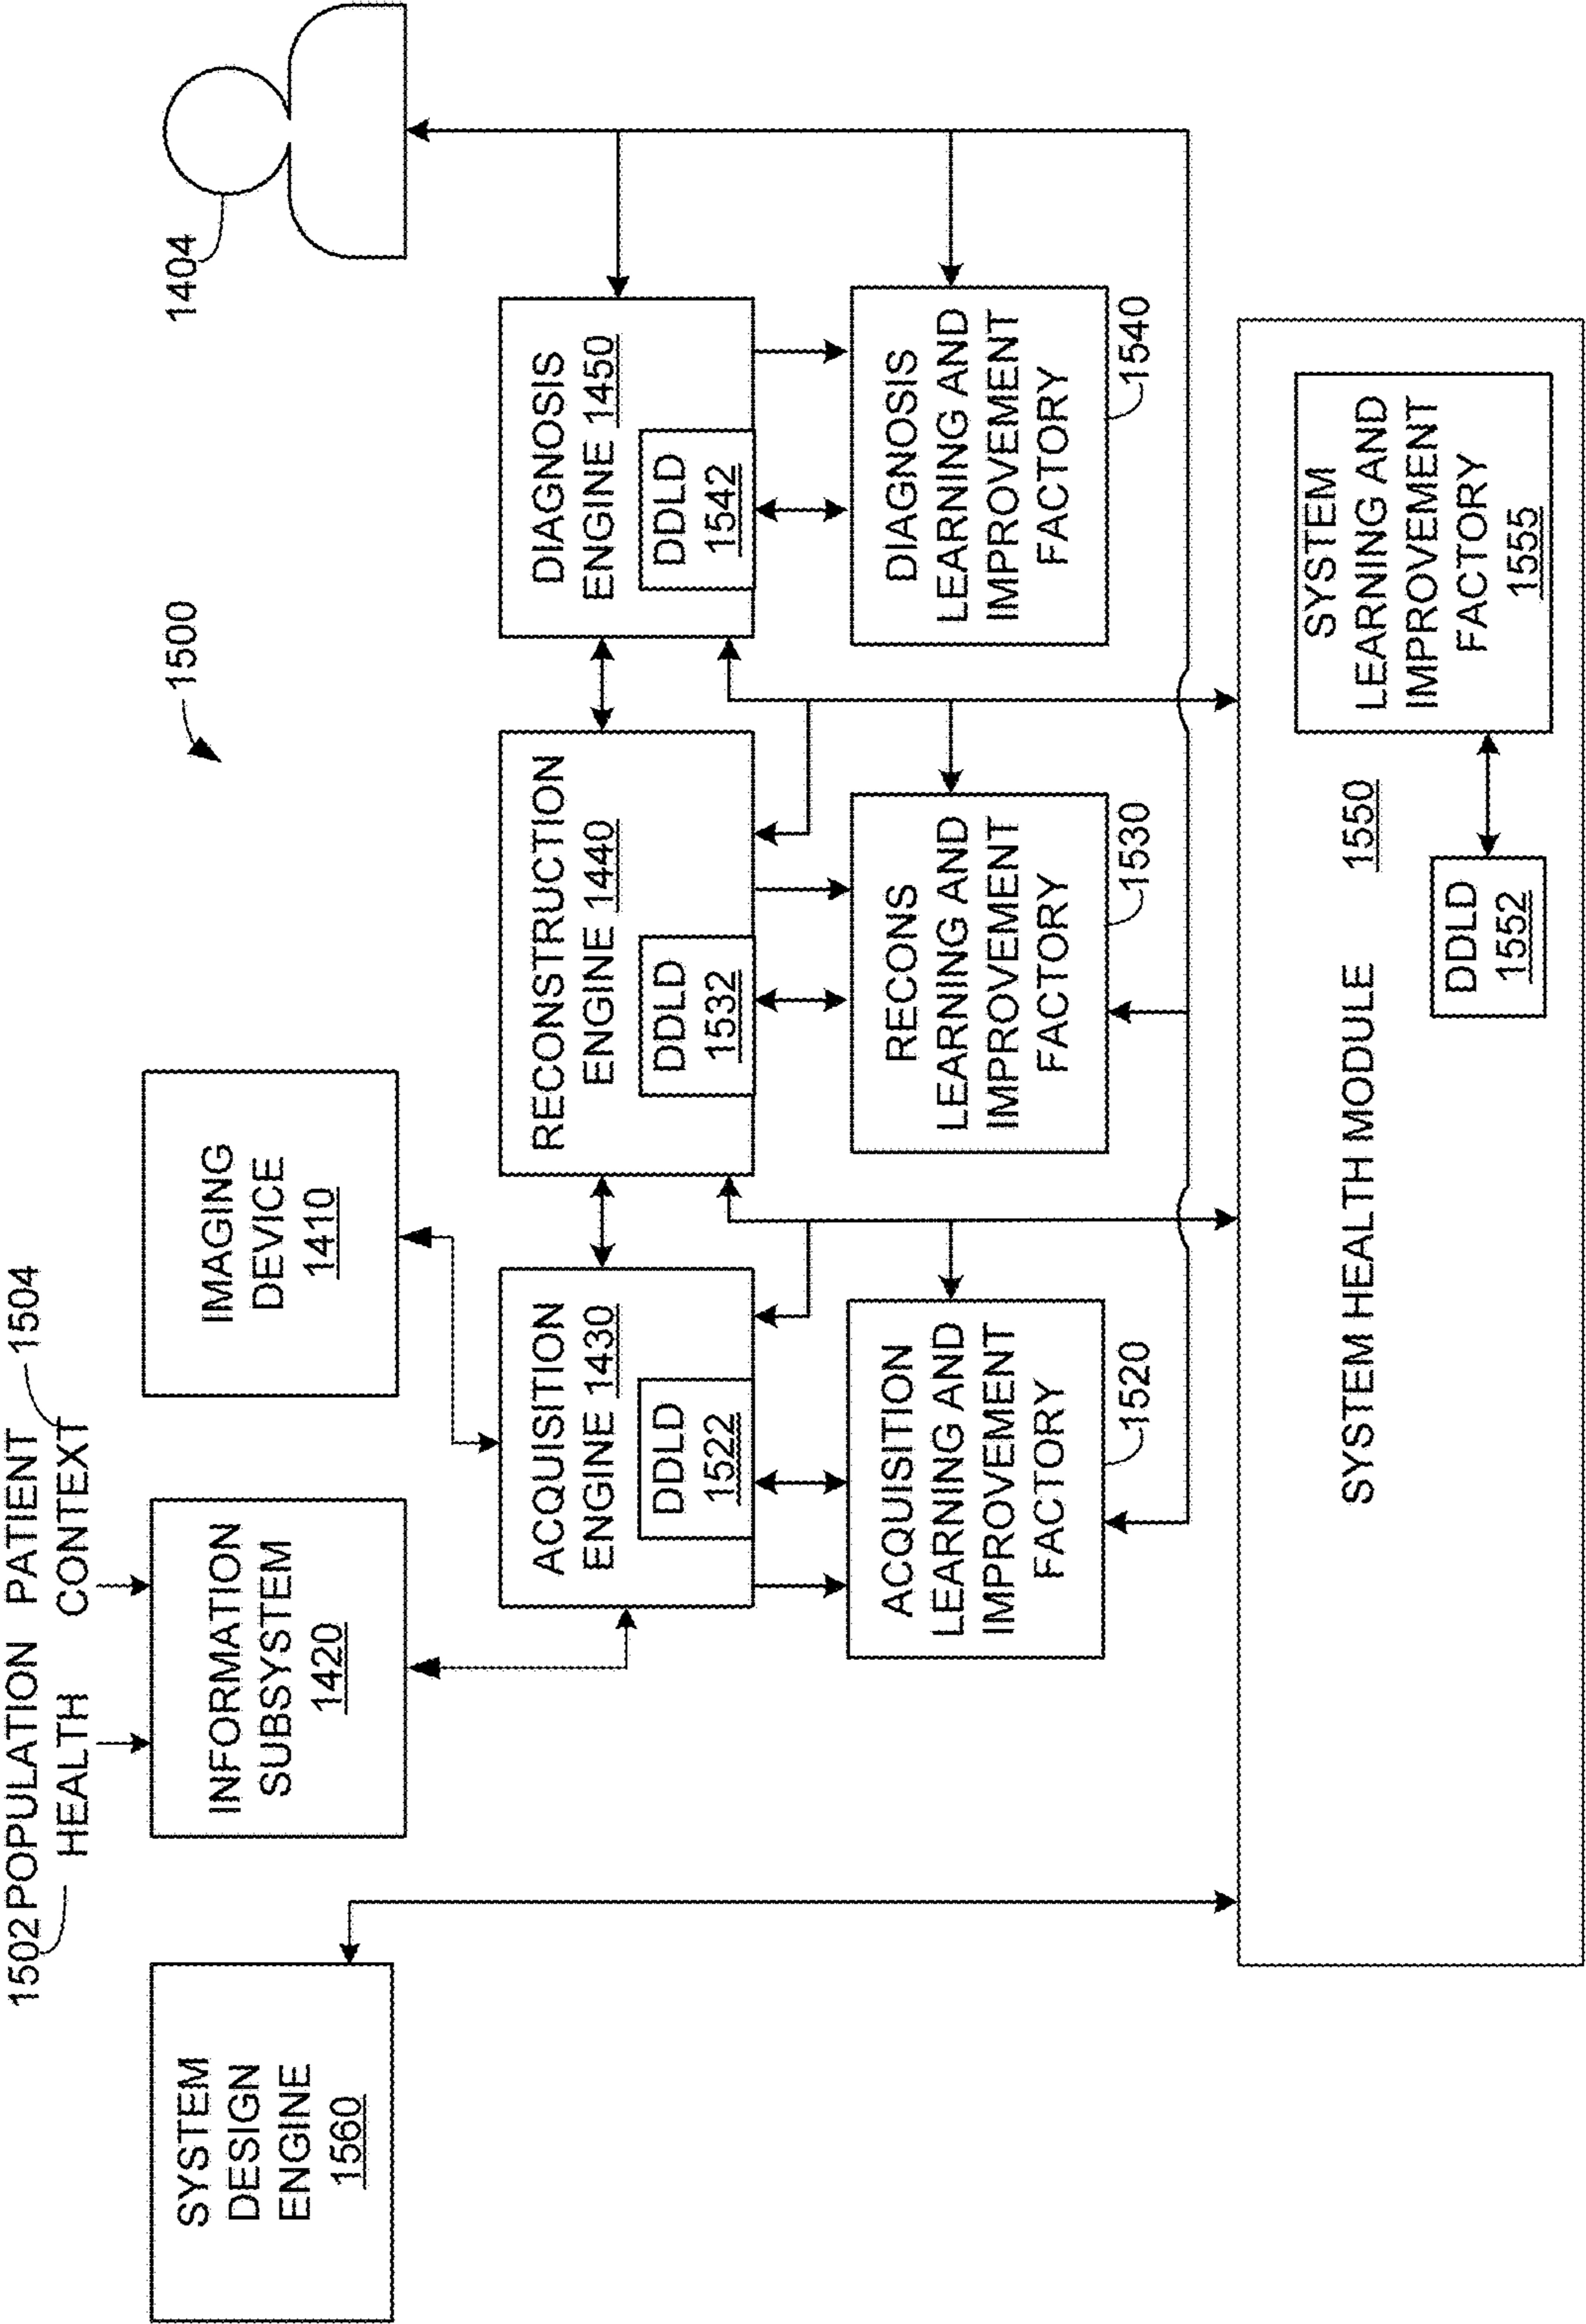 1502
POPULATION
HEALTH
PATIENT
CONTEXT
1504
SYSTEM
DESIGN
ENGINE
1560
INFORMATION
SUBSYSTEM
1420
IMAGING
DEVICE
1410
1500
1404
ACQUISITION
ENGINE 1430
DDLD
1522
RECONSTRUCTION
ENGINE 1440
DDLD
1532
DIAGNOSIS
ENGINE 1450
DDLD
1542
ACQUISITION
LEARNING AND
IMPROVEMENT
FACTORY
1520
RECONS
LEARNING AND
IMPROVEMENT
FACTORY
1530
DIAGNOSIS
LEARNING AND
IMPROVEMENT
FACTORY
1540
SYSTEM HEALTH MODULE 1550
DDLD
1552
SYSTEM
LEARNING AND
IMPROVEMENT
FACTORY
1555